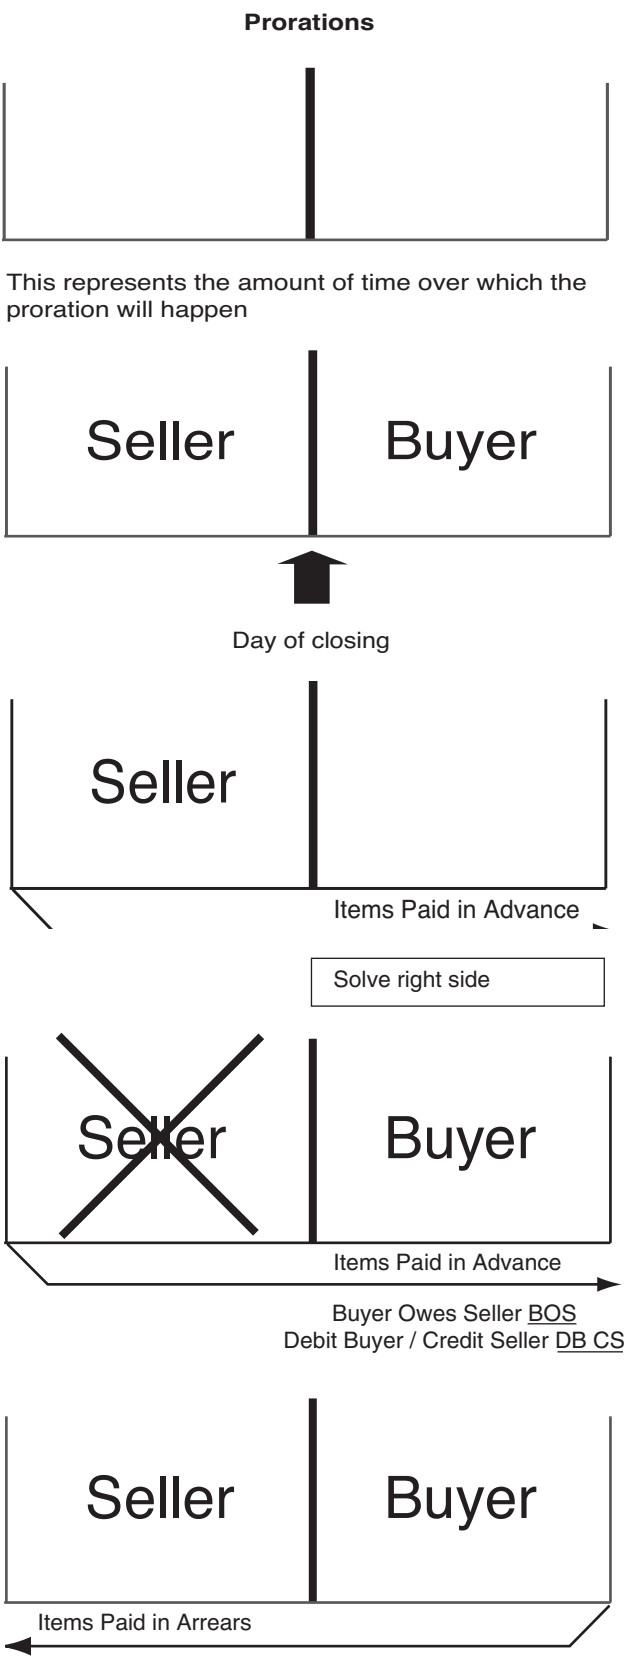 Prorations
This represents the amount of time over which the
proration will happen
Seller Buyer
Day of closing
Seller
Items Paid in Advance
Solve right side
Seller Buyer
Items Paid in Advance
Buyer Owes Seller BOS
Debit Buyer / Credit Seller DB CS
Seller Buyer
Items Paid in Arrears